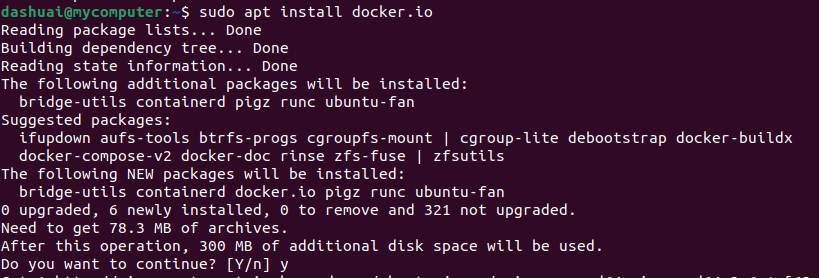 dashuai@mycomputer:~$ sudo apt install docker.io
Reading package lists... Done
Building dependency tree... Done
Reading state information... Done
The following additional packages will be installed:
  bridge-utils containerd pigz runc ubuntu-fan
Suggested packages:
  ifupdown aufs-tools btrfs-progs cgroupfs-mount | cgroup-lite debootstrap docker-buildx
  docker-compose-v2 docker-doc rinse zfs-fuse | zfsutils
The following NEW packages will be installed:
  bridge-utils containerd docker.io pigz runc ubuntu-fan
0 upgraded, 6 newly installed, 0 to remove and 321 not upgraded.
Need to get 78.3 MB of archives.
After this operation, 300 MB of additional disk space will be used.
Do you want to continue? [Y/n] y